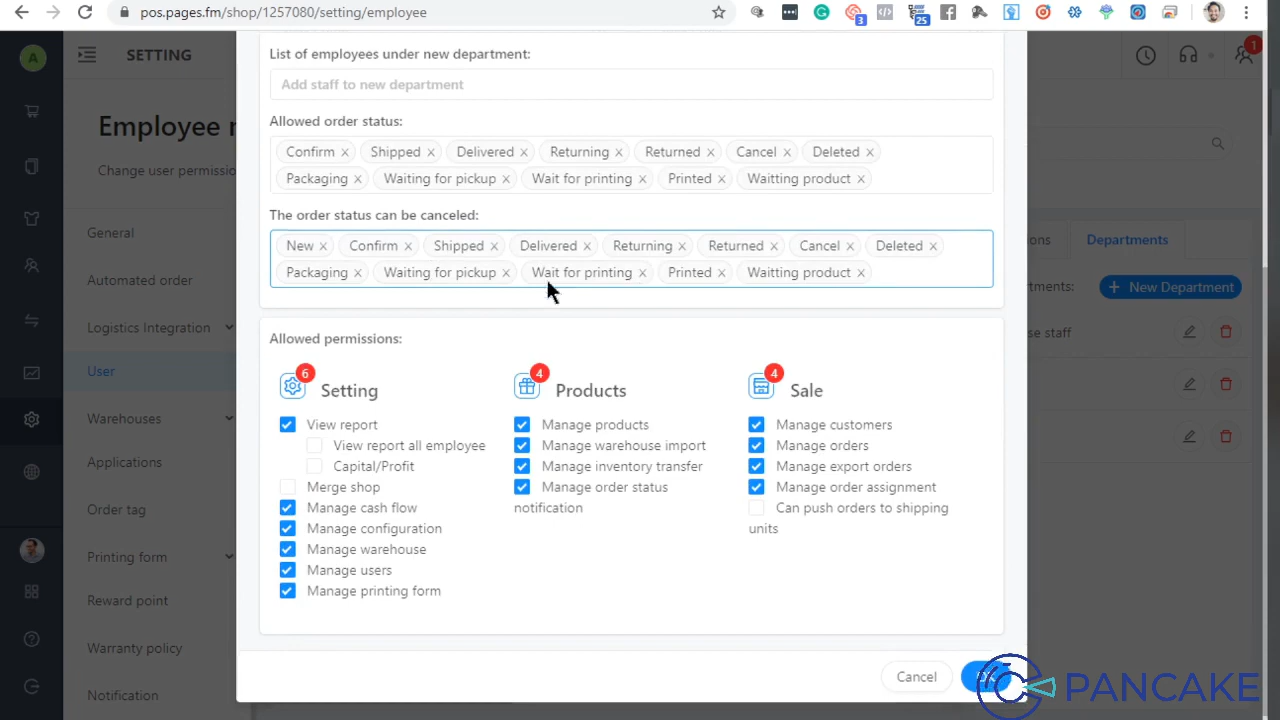 pos.pages.fm/shop/1257080/setting/employee
3
25
A
SETTING
1
List of employees under new department:
Add staff to new department
Employee
Change user permissio
Allowed order status:
Confirm × Shipped × Delivered × Returning × Returned × Cancel × Deleted ×
Packaging × Waiting for pickup × Wait for printing × Printed × Waitting product ×
The order status can be canceled:
New × Confirm × Shipped × Delivered × Returning × Returned × Cancel × Deleted ×
Packaging × Waiting for pickup × Wait for printing × Printed × Waitting product ×
General
Automated order
Logistics Integration
User
Warehouses
Applications
Order tag
Printing form
Reward point
Warranty policy
Notification
ons
Departments
tments:
+ New Department
se staff
Allowed permissions:
6
Setting
View report
View report all employee
Capital/Profit
Merge shop
Manage cash flow
Manage configuration
Manage warehouse
Manage users
Manage printing form
4
Products
Manage products
Manage warehouse import
Manage inventory transfer
Manage order status
notification
4
Sale
Manage customers
Manage orders
Manage export orders
Manage order assignment
Can push orders to shipping
units
Cancel
PANCAKE